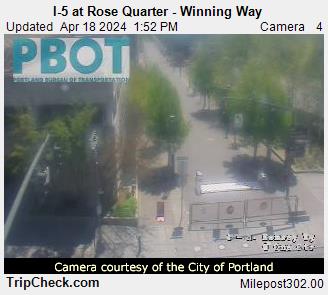 I-5 at Rose Quarter - Winning Way
Updated Apr 18 2024 1:52 PM Camera 4
PBOT
PORTLAND BUREAU OF TRANSPORTATION
Camera courtesy of the City of Portland
TripCheck.com Milepost302.00